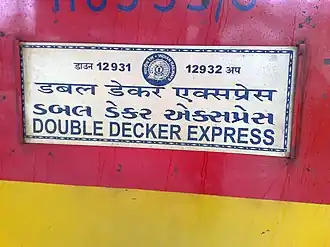 डाउन 12931 12932 अप
डबल डेकर एक्सप्रेस
ડબલ ડેકર એક્સપ્રેસ
DOUBLE DECKER EXPRESS